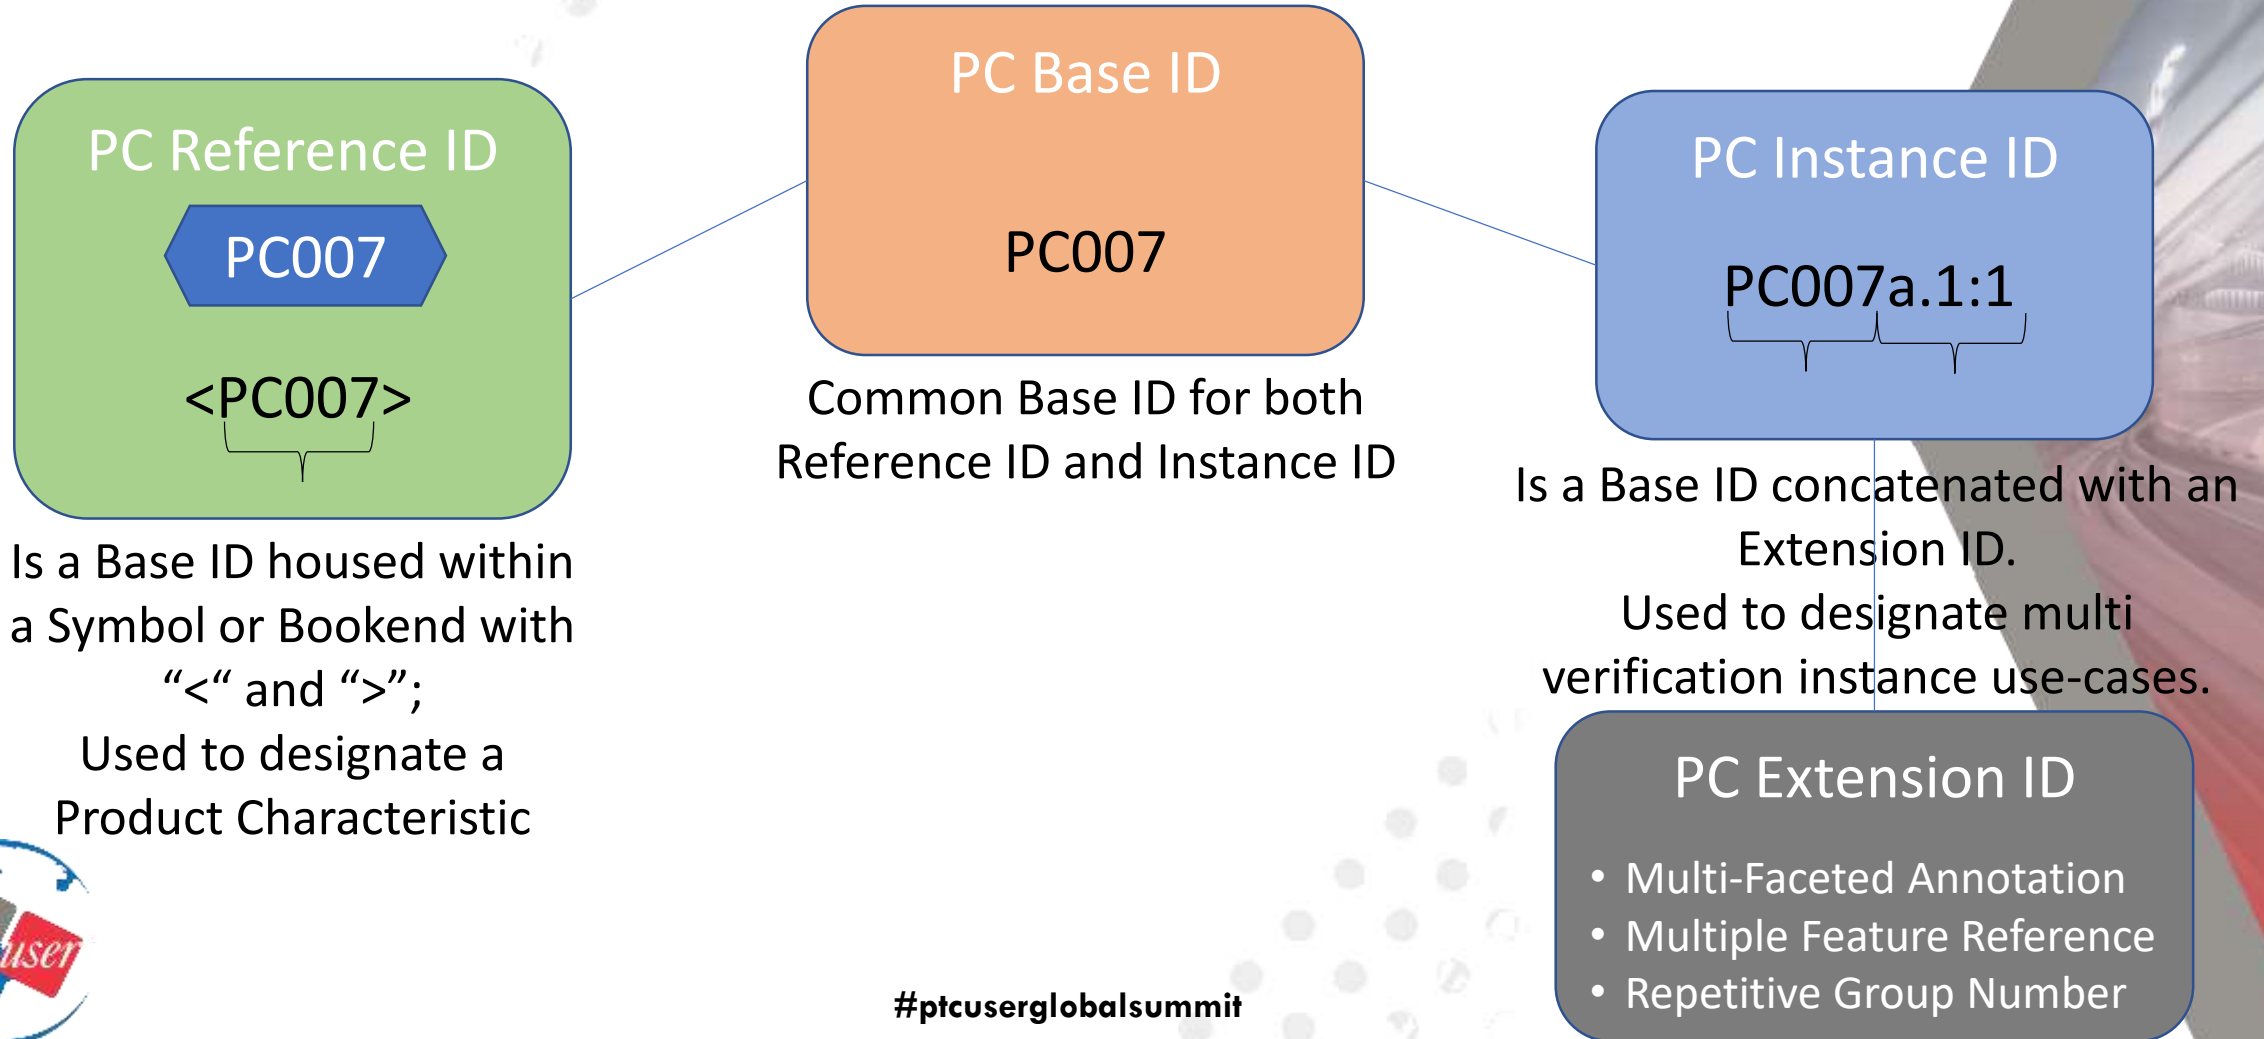 PC Reference ID
PC007
<PC007>
Is a Base ID housed within
a Symbol or Bookend with
“<“ and “>”;
Used to designate a
Product Characteristic
PC Base ID
PC007
Common Base ID for both
Reference ID and Instance ID
PC Instance ID
PC007a.1:1
Is a Base ID concatenated with an
Extension ID.
Used to designate multi
verification instance use-cases.
PC Extension ID
• Multi-Faceted Annotation
• Multiple Feature Reference
• Repetitive Group Number
user
#ptcuserglobalsummit